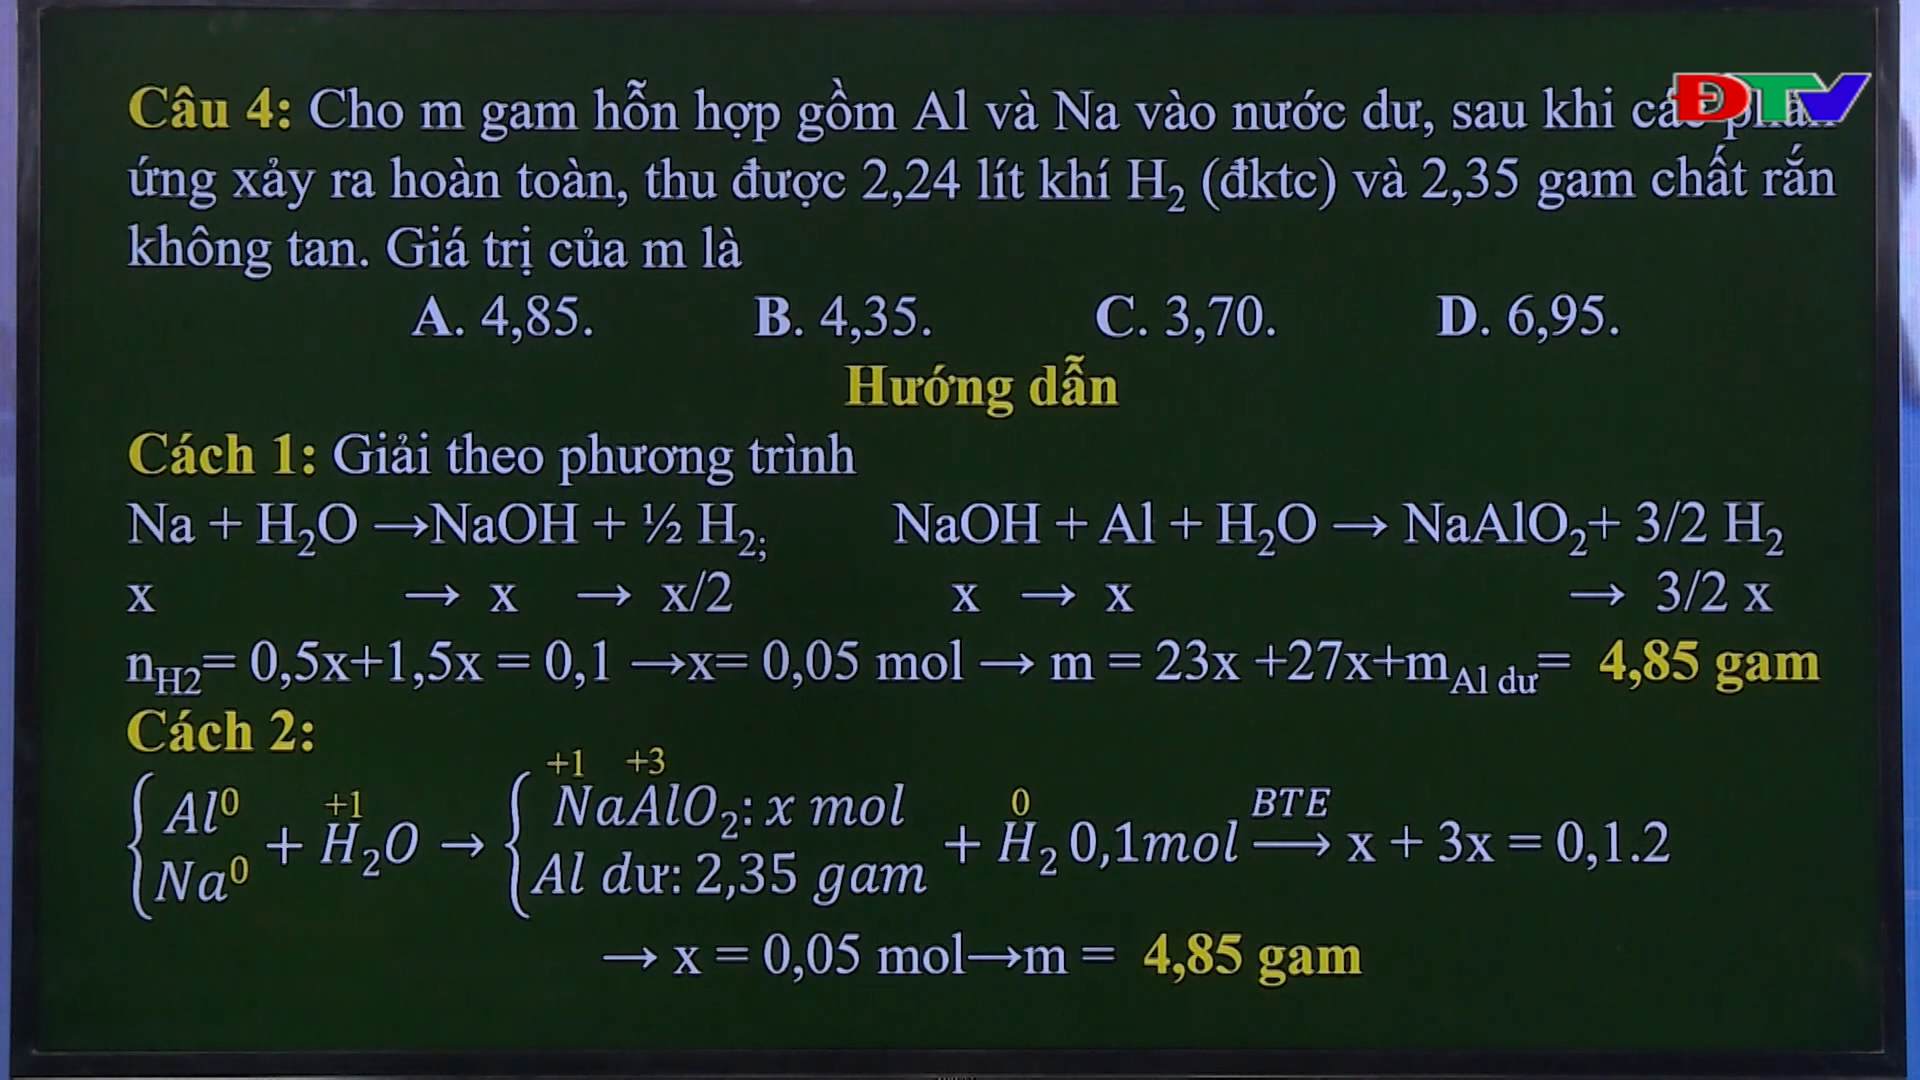 ĐTV
Câu 4: Cho m gam hỗn hợp gồm Al và Na vào nước dư, sau khi các phản
ứng xảy ra hoàn toàn, thu được 2,24 lít khí H₂ (đktc) và 2,35 gam chất rắn
không tan. Giá trị của m là
A. 4,85. B. 4,35. C. 3,70. D. 6,95.
Hướng dẫn
Cách 1: Giải theo phương trình
Na + H₂O →NaOH + ½ H₂; NaOH + Al + H₂O → NaAlO₂+ 3/2 H₂
x → x → x/2 x → x → 3/2 x
n_H2= 0,5x+1,5x = 0,1 →x= 0,05 mol → m = 23x +27x+m_Al dư= 4,85 gam
Cách 2:
+1 +3
{Al⁰ +1 NaAlO₂: x mol 0 BTE
Na⁰ + H₂O → {Al dư: 2,35 gam + H₂ 0,1mol ⟶ x + 3x = 0,1.2
→ x = 0,05 mol→m = 4,85 gam